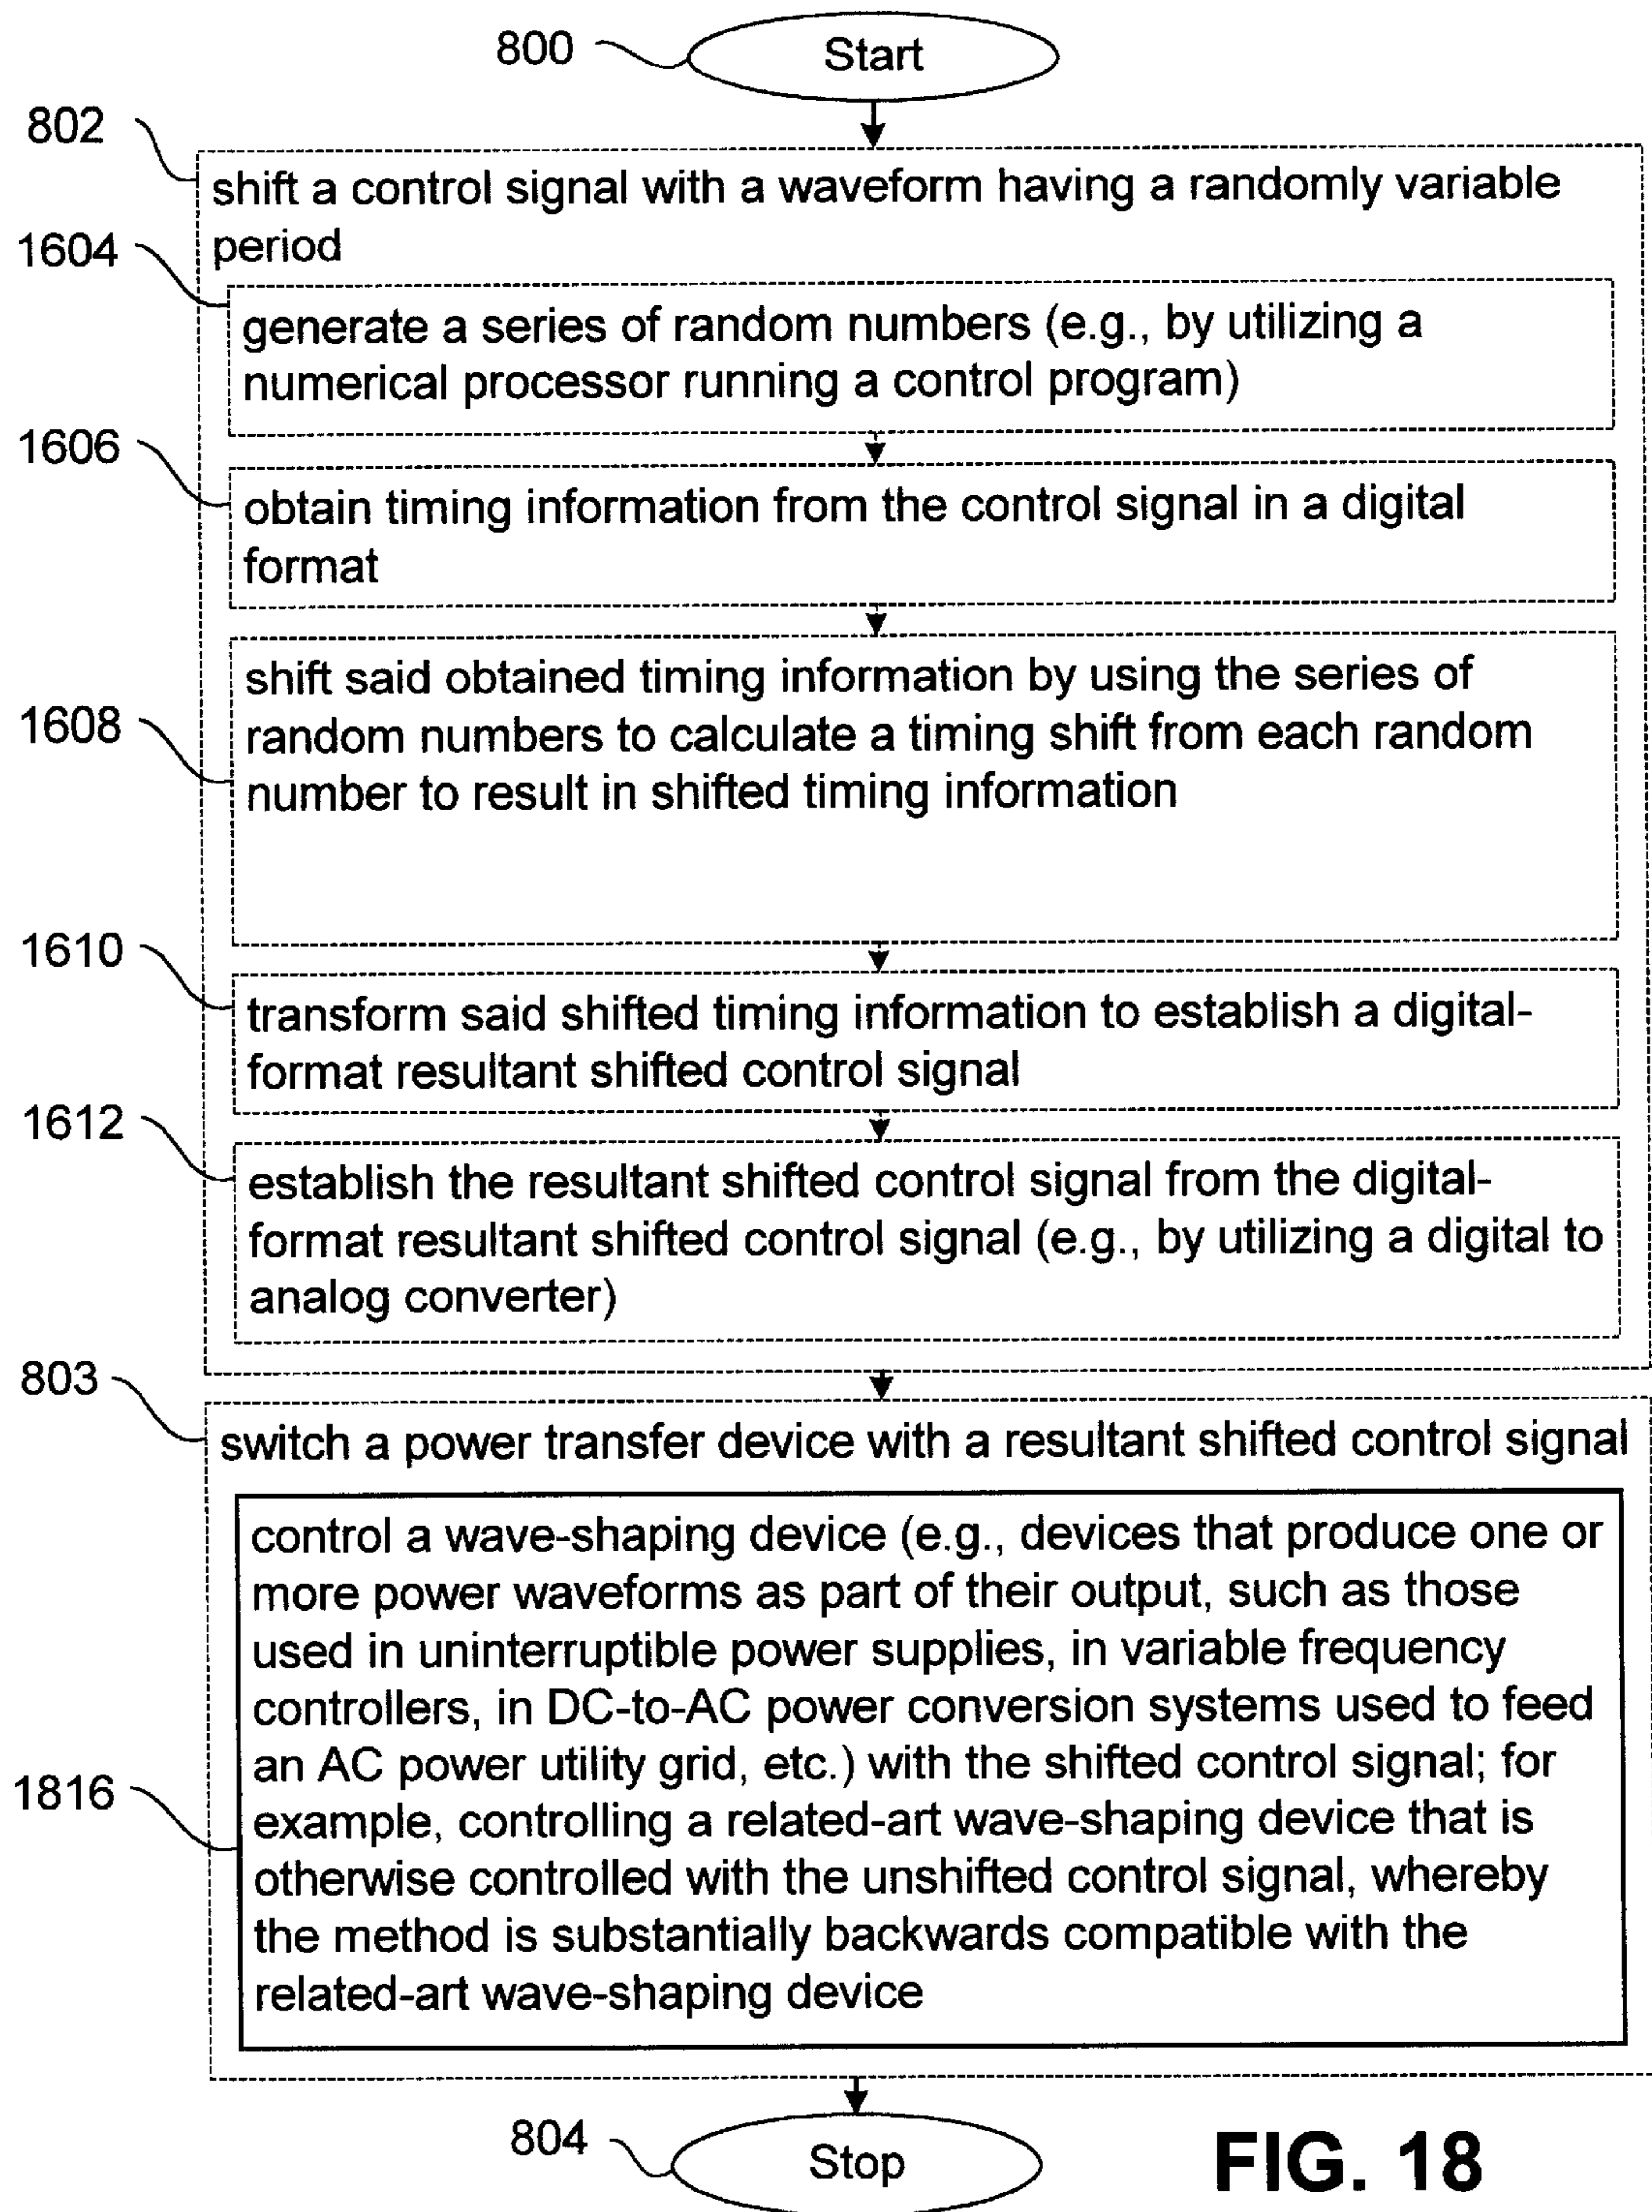 800
Start
802
shift a control signal with a waveform having a randomly variable
period
1604
generate a series of random numbers (e.g., by utilizing a
numerical processor running a control program)
1606
obtain timing information from the control signal in a digital
format
1608
shift said obtained timing information by using the series of
random numbers to calculate a timing shift from each random
number to result in shifted timing information
1610
transform said shifted timing information to establish a digital-
format resultant shifted control signal
1612
establish the resultant shifted control signal from the digital-
format resultant shifted control signal (e.g., by utilizing a digital to
analog converter)
803
switch a power transfer device with a resultant shifted control signal
1816
control a wave-shaping device (e.g., devices that produce one or
more power waveforms as part of their output, such as those
used in uninterruptible power supplies, in variable frequency
controllers, in DC-to-AC power conversion systems used to feed
an AC power utility grid, etc.) with the shifted control signal; for
example, controlling a related-art wave-shaping device that is
otherwise controlled with the unshifted control signal, whereby
the method is substantially backwards compatible with the
related-art wave-shaping device
804
Stop
FIG. 18